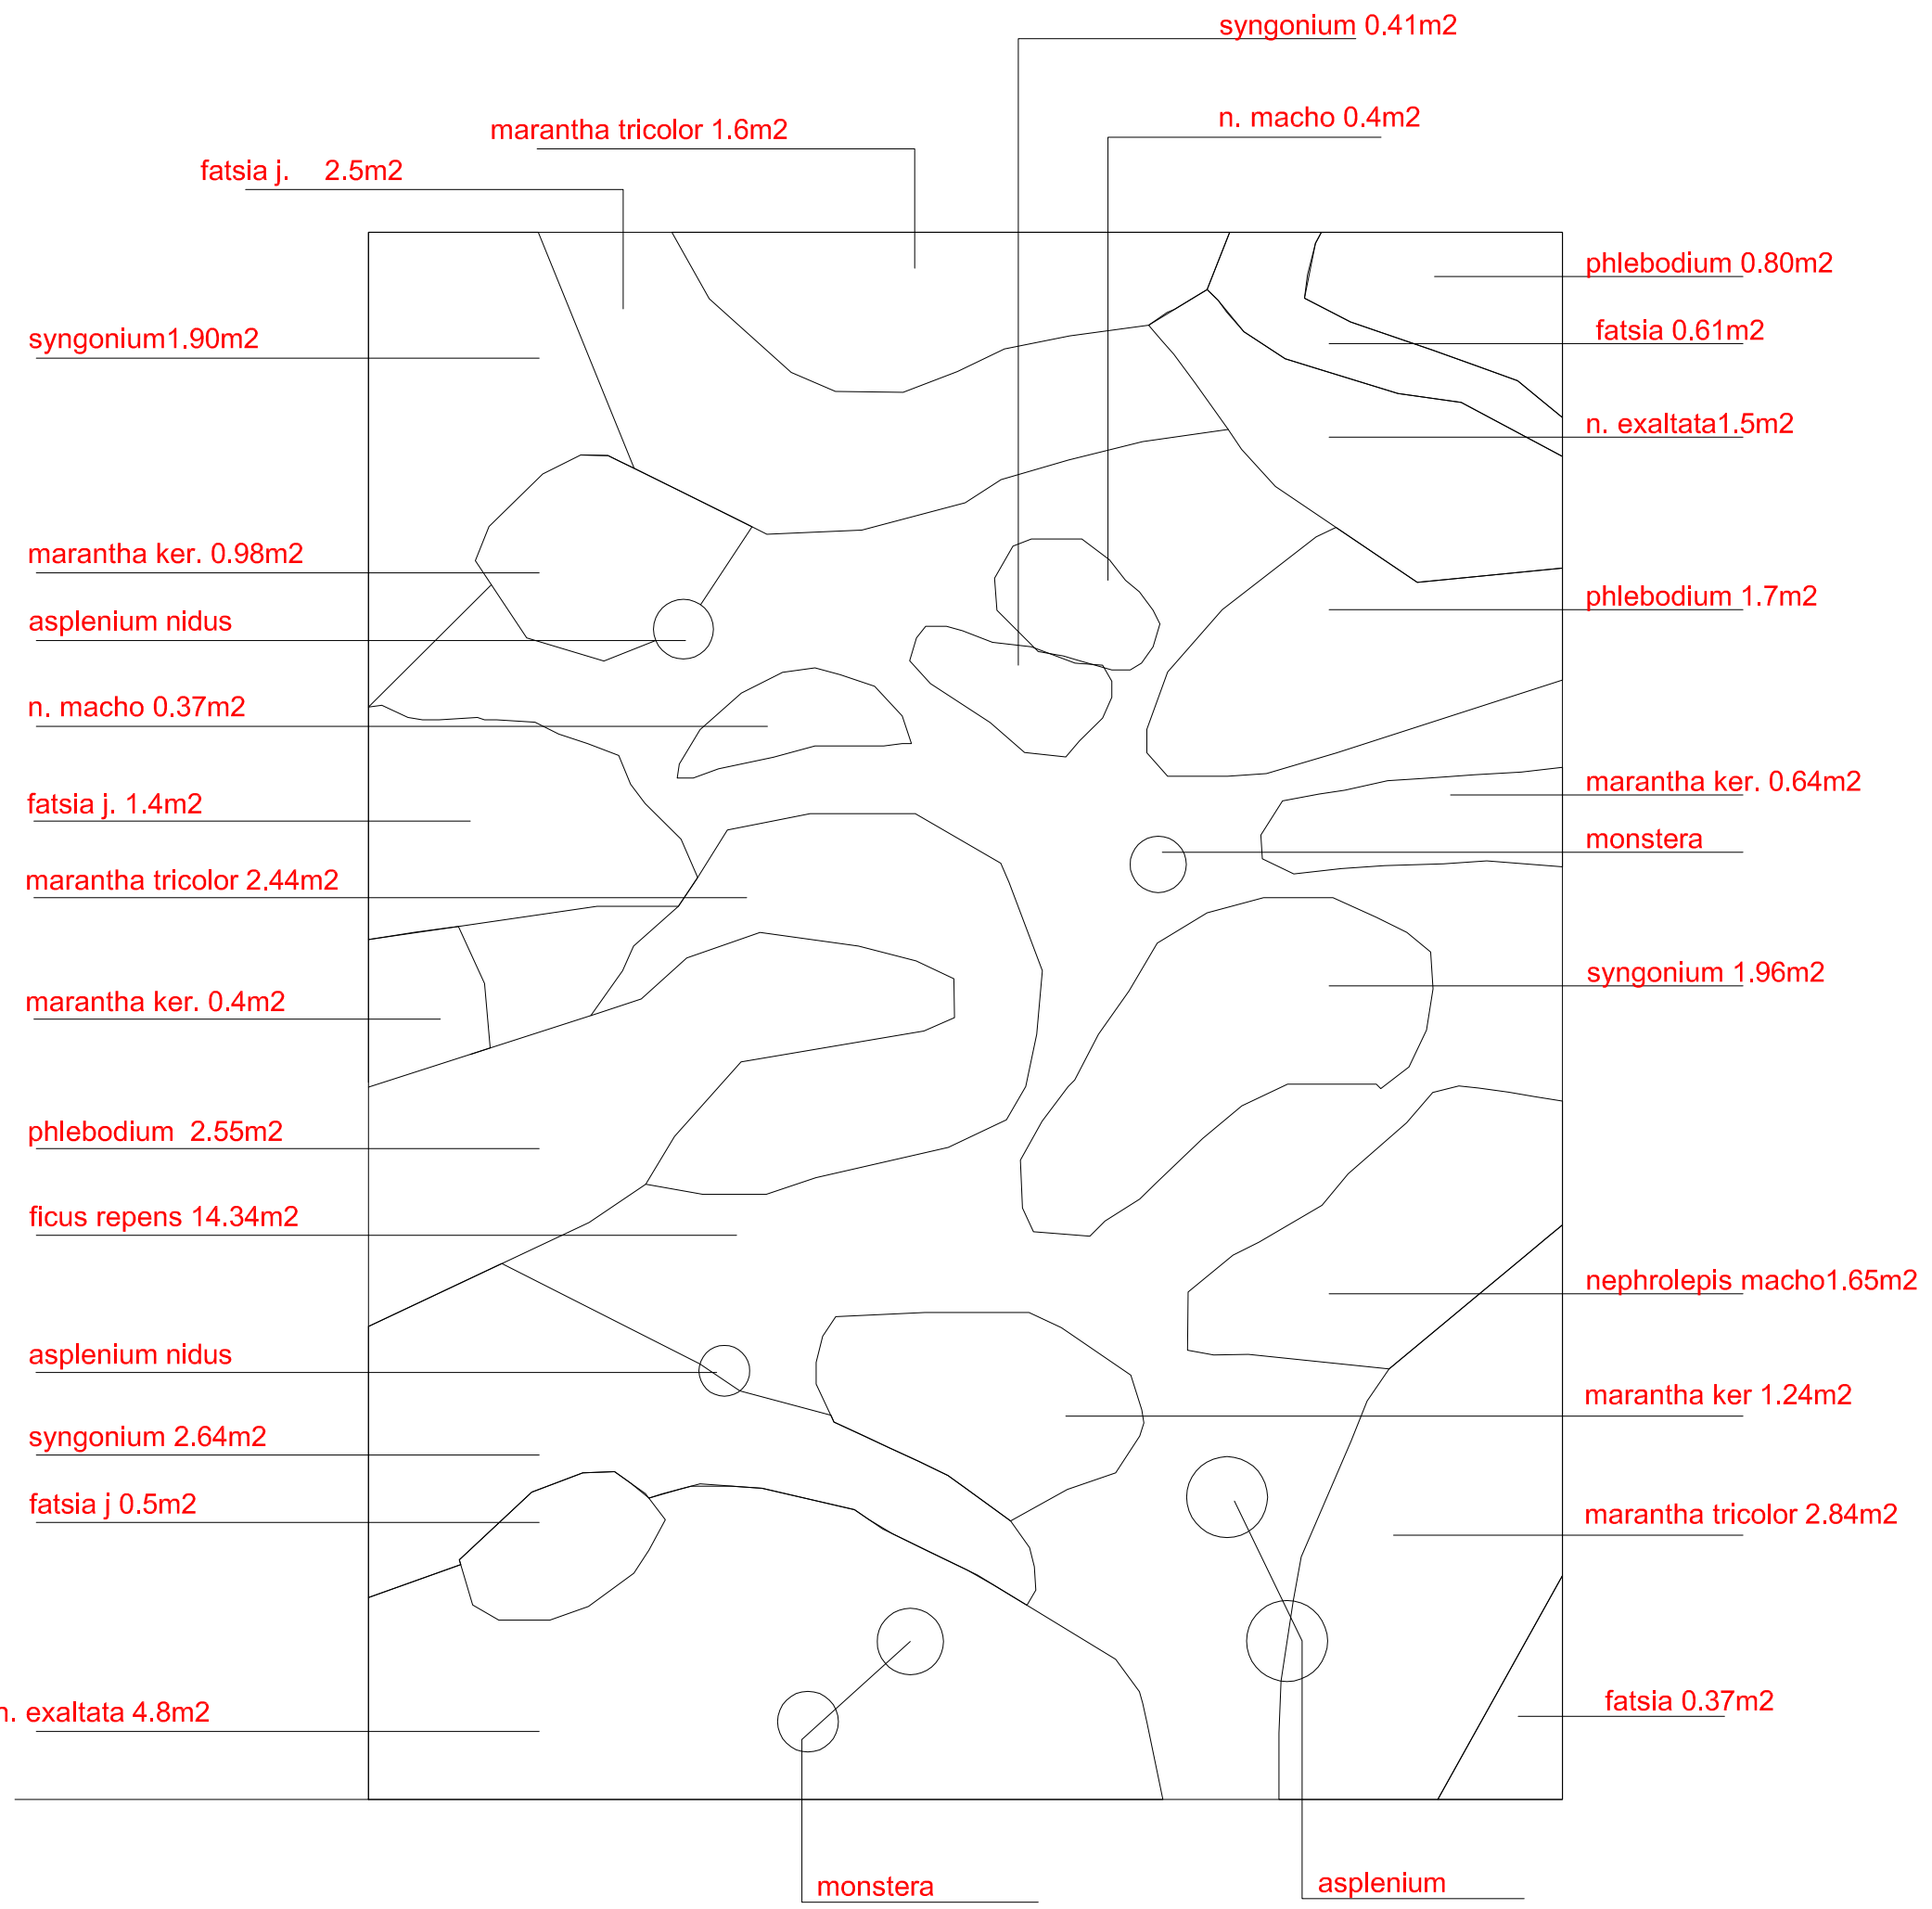 syngonium 0.41m2
n. macho 0.4m2
marantha tricolor 1.6m2
fatsia j. 2.5m2
phlebodium 0.80m2
fatsia 0.61m2
syngonium1.90m2
n. exaltata1.5m2
marantha ker. 0.98m2
phlebodium 1.7m2
asplenium nidus
n. macho 0.37m2
marantha ker. 0.64m2
fatsia j. 1.4m2
monstera
marantha tricolor 2.44m2
syngonium 1.96m2
marantha ker. 0.4m2
phlebodium 2.55m2
ficus repens 14.34m2
nephrolepis macho1.65m2
asplenium nidus
marantha ker 1.24m2
syngonium 2.64m2
fatsia j 0.5m2
marantha tricolor 2.84m2
fatsia 0.37m2
n. exaltata 4.8m2
asplenium
monstera